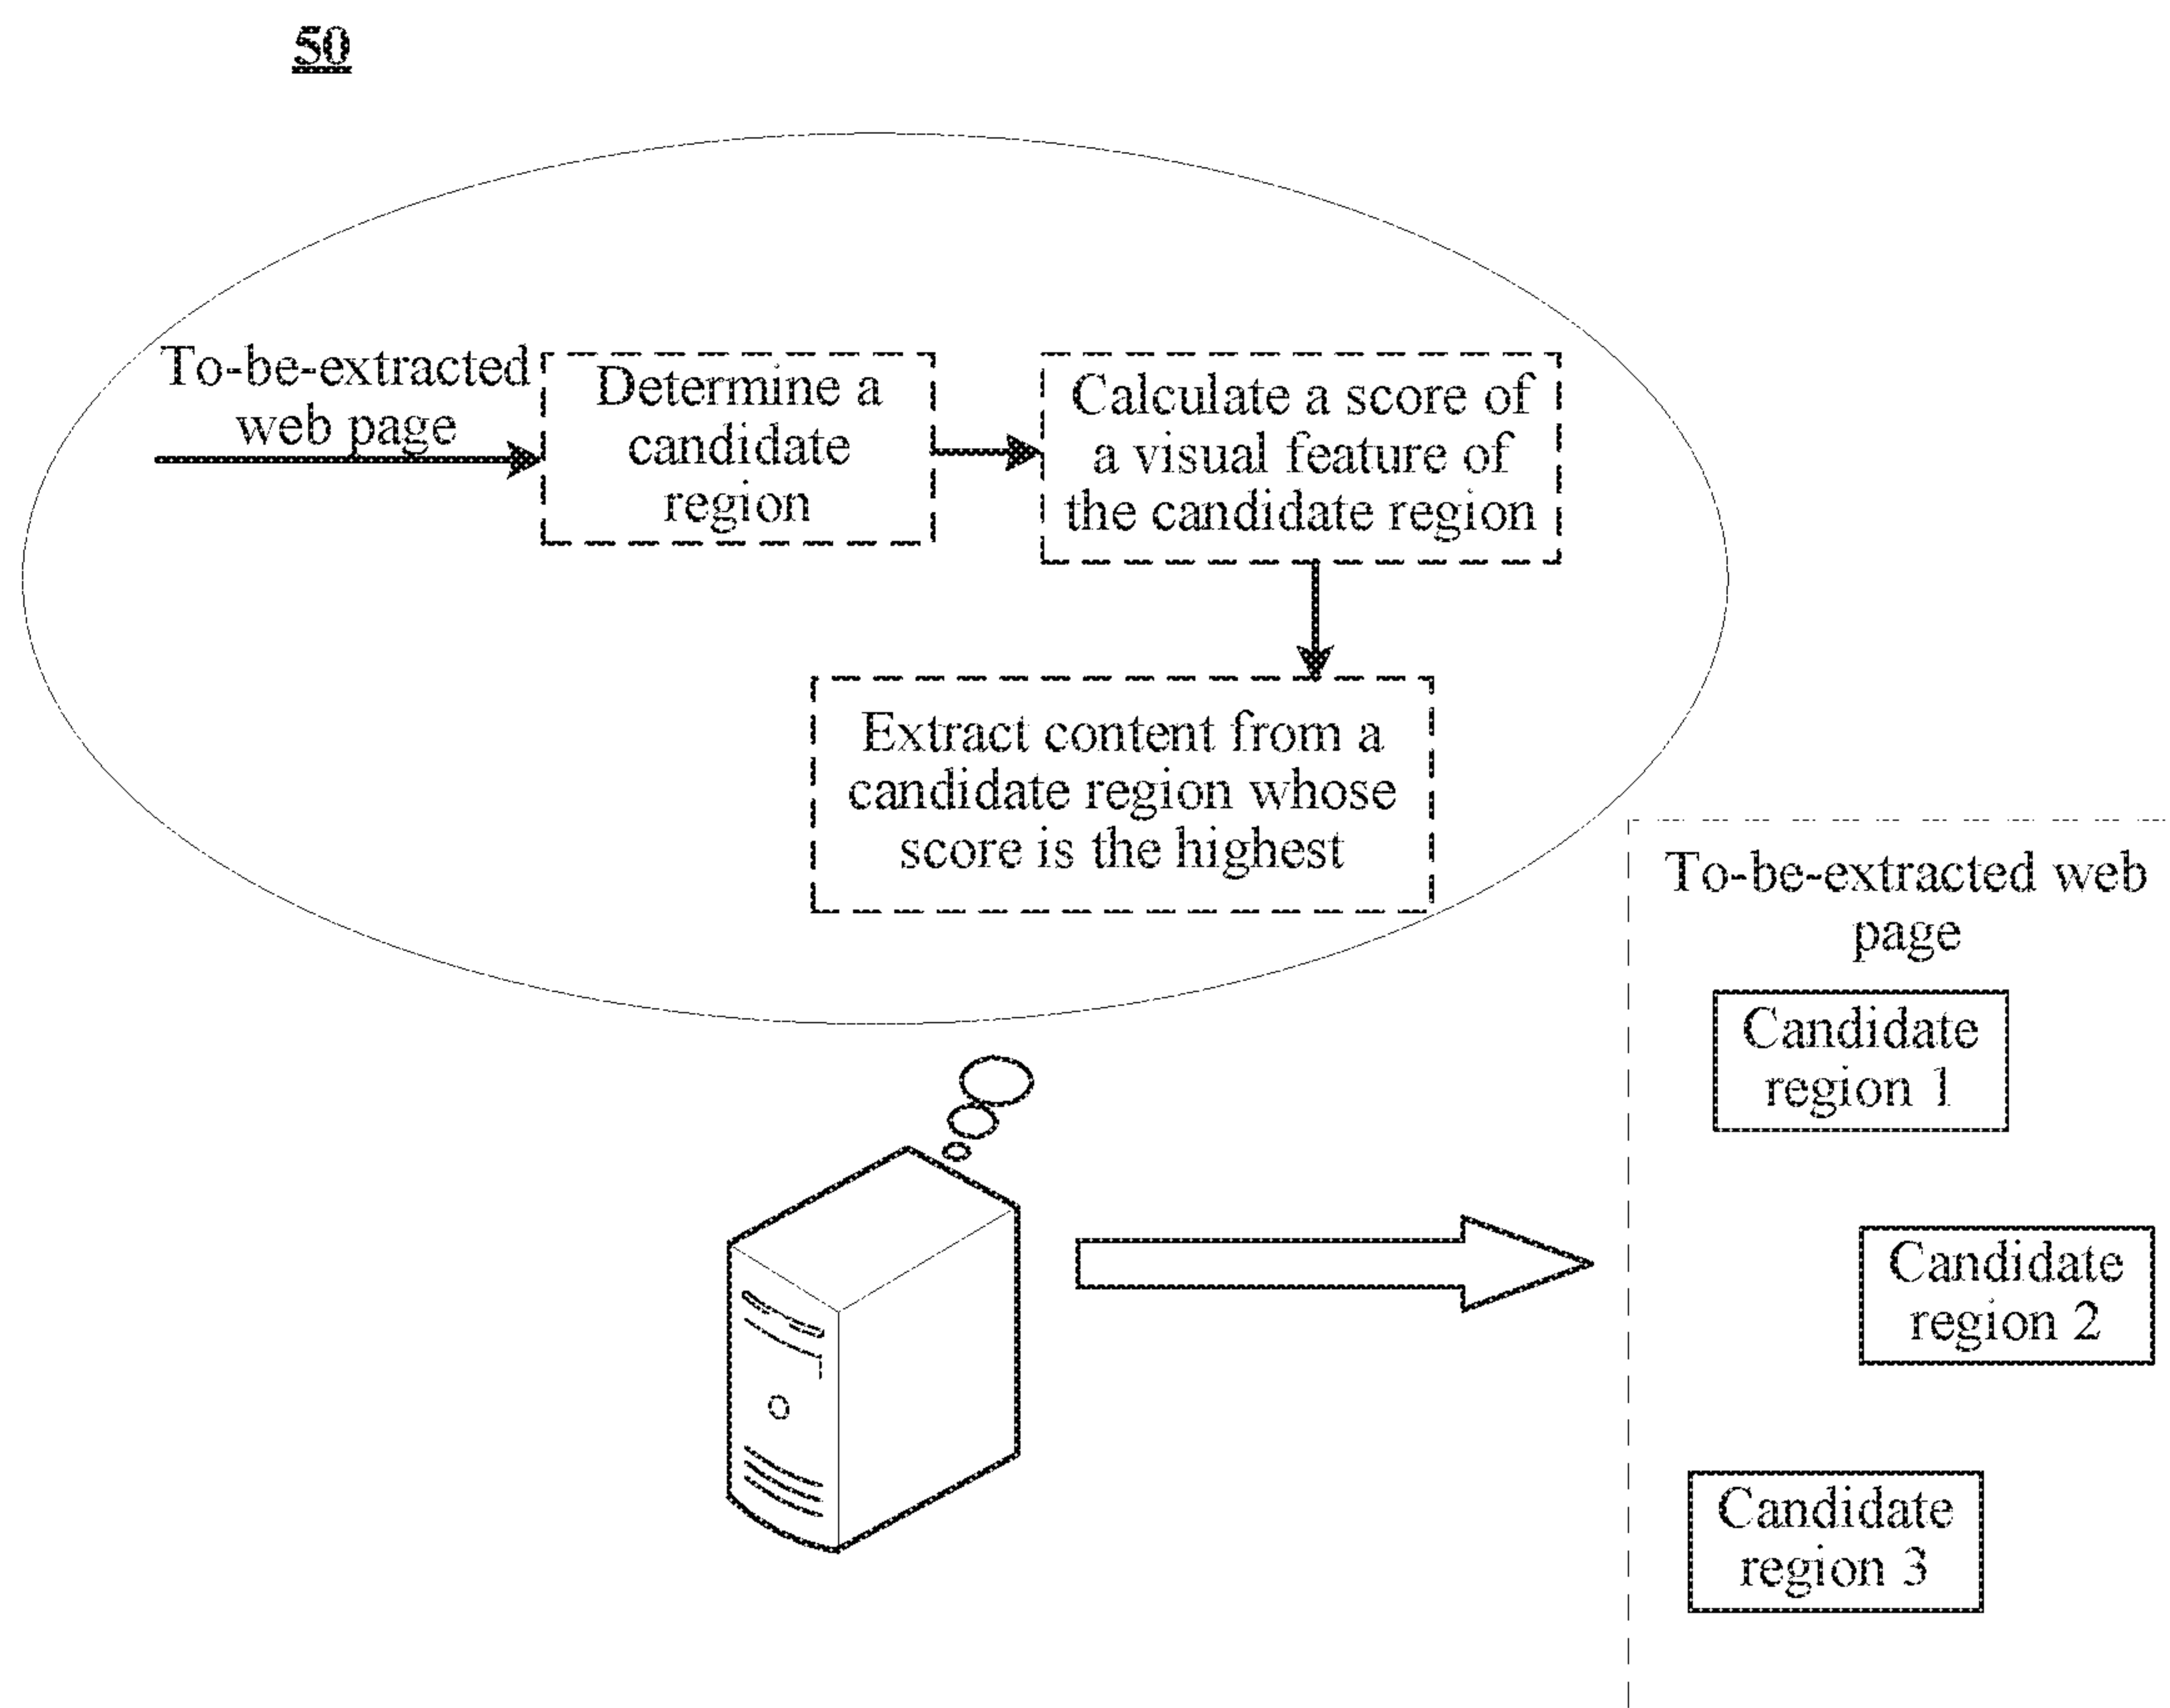 50
To-be-extracted
web page
Determine a
candidate
region
Calculate a score of
a visual feature of
the candidate region
Extract content from a
candidate region whose
score is the highest
To-be-extracted web
page
Candidate
region 1
Candidate
region 2
Candidate
region 3